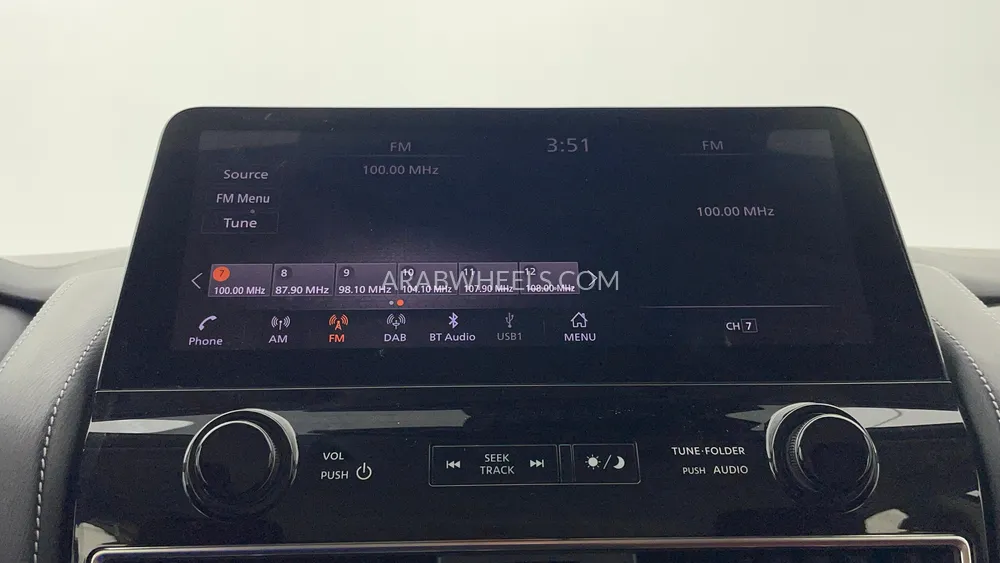 FM 3:51 FM
Source 100.00 MHz
FM Menu
Tune
100.00 MHz
7 8 9 10 11 12
100.00 MHz 87.90 MHz 98.10 MHz 104.10 MHz 107.90 MHz 108.00 MHz
ARABWHEELS.COM
Phone AM FM DAB BT Audio USB1 MENU
CH 7
VOL
PUSH
SEEK
TRACK
TUNE·FOLDER
PUSH AUDIO